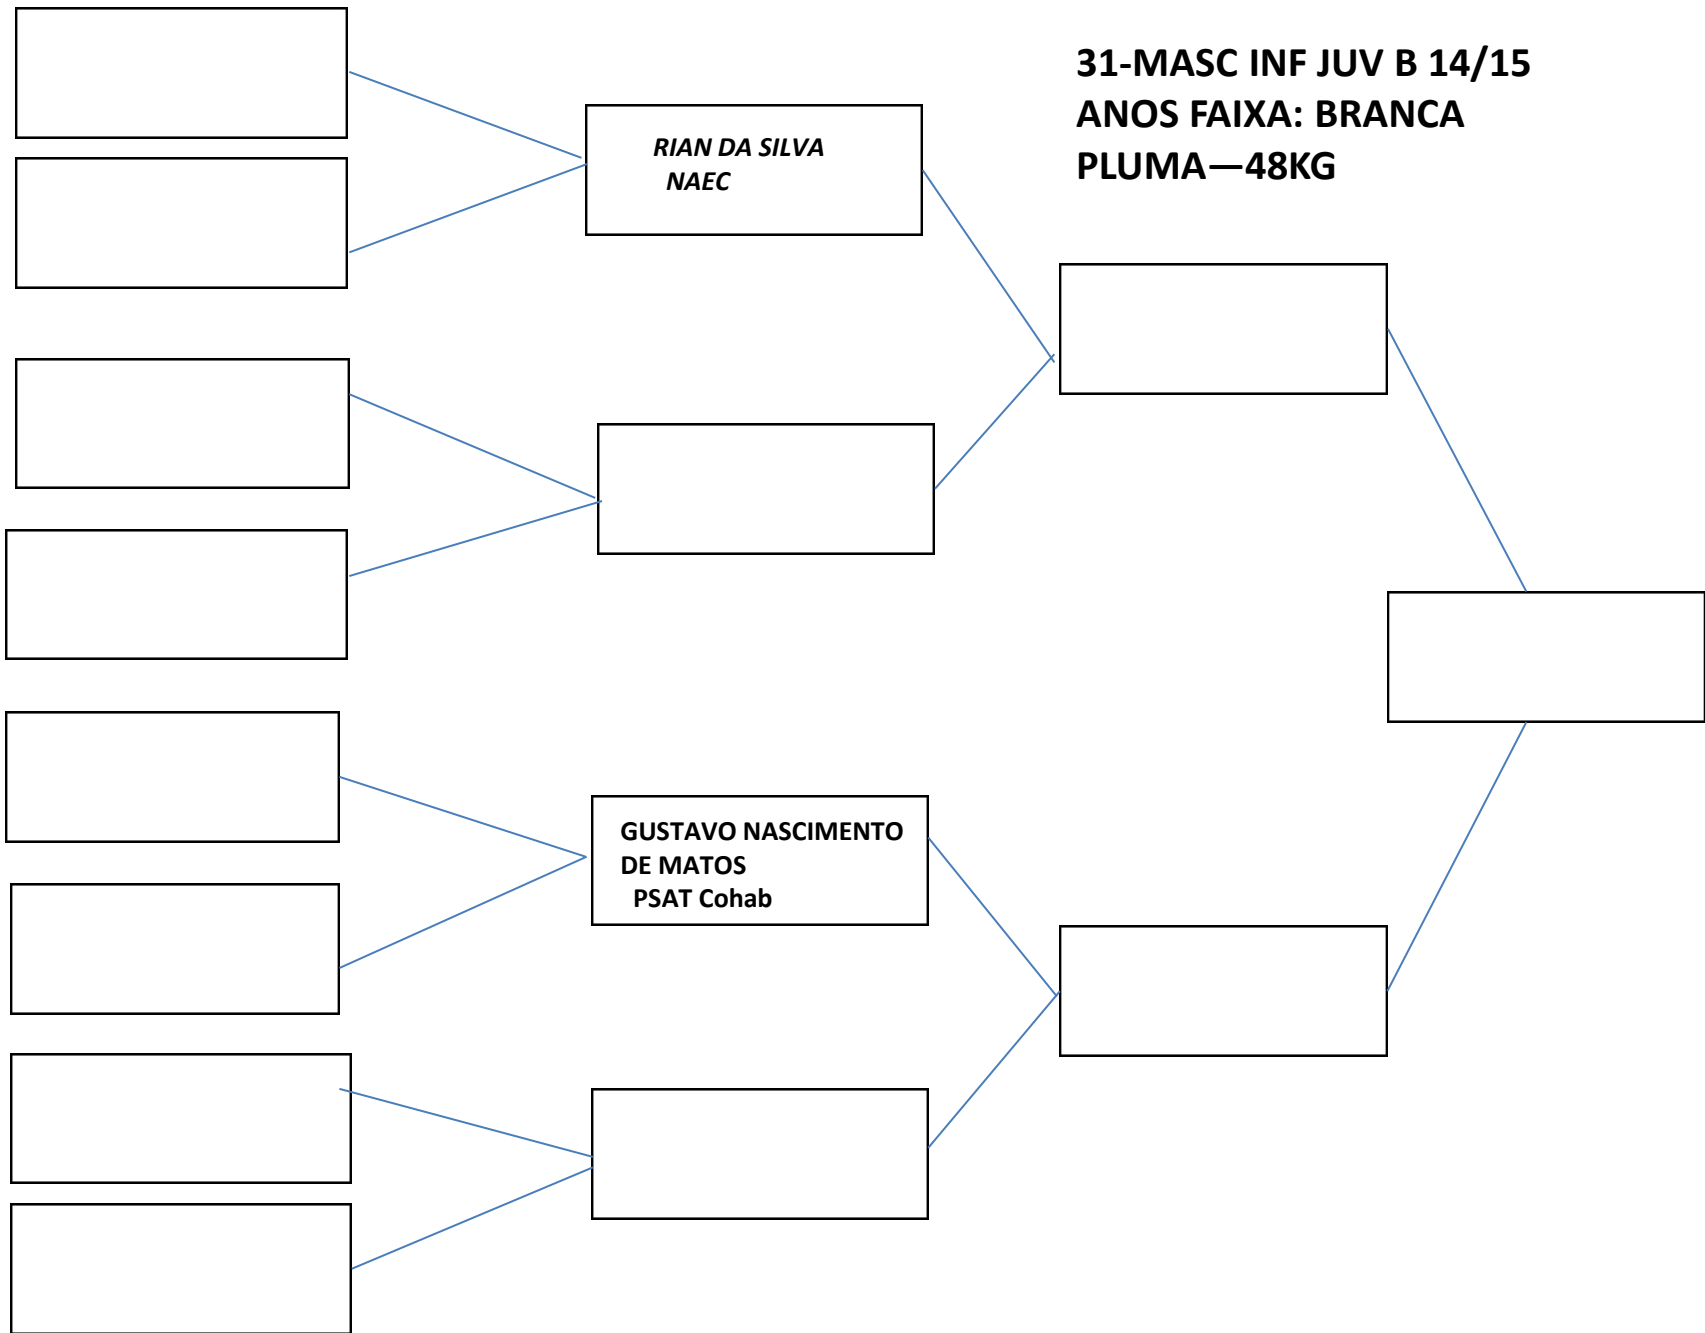 31-MASC INF JUV B 14/15
ANOS FAIXA: BRANCA
PLUMA—48KG
RIAN DA SILVA
NAEC
GUSTAVO NASCIMENTO
DE MATOS
PSAT Cohab